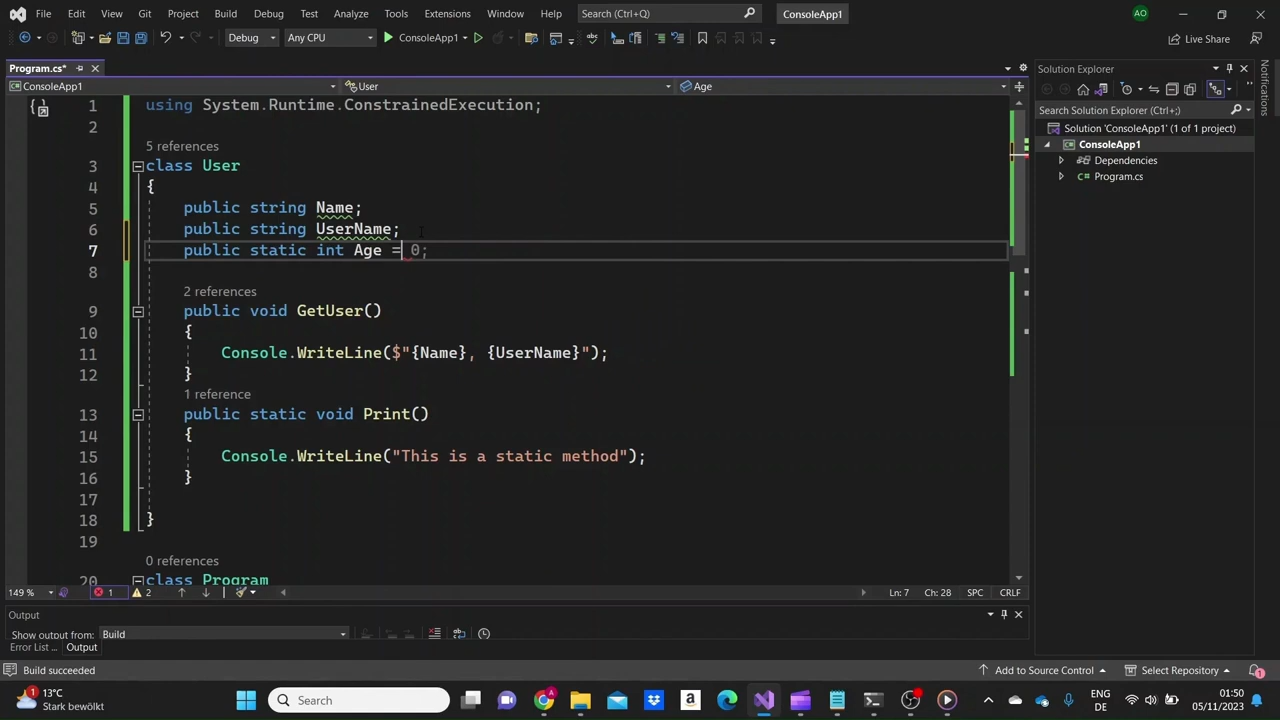 File Edit View Git Project Build Debug Test Analyze Tools Extensions Window Help Search (Ctrl+Q) ConsoleApp1 AO
Debug Any CPU ConsoleApp1 Live Share
Program.cs* Solution Explorer
ConsoleApp1 User Age
Search Solution Explorer (Ctrl+;)
Solution 'ConsoleApp1' (1 of 1 project)
ConsoleApp1
Dependencies
Program.cs
Notifications
1 using System.Runtime.ConstrainedExecution;
2
5 references
3 class User
4 {
5 public string Name;
6 public string UserName;
7 public static int Age = 0;
8
2 references
9 public void GetUser()
10 {
11 Console.WriteLine($"{Name}, {UserName}");
12 }
1 reference
13 public static void Print()
14 {
15 Console.WriteLine("This is a static method");
16 }
17
18 }
19
0 references
20 class Program
149 % 1 2 Ln: 7 Ch: 28 SPC CRLF
Output
Show output from: Build
Error List ... Output
Build succeeded Add to Source Control Select Repository 1
1 13°C
Stark bewölkt
Search
ENG
DE
01:50
05/11/2023